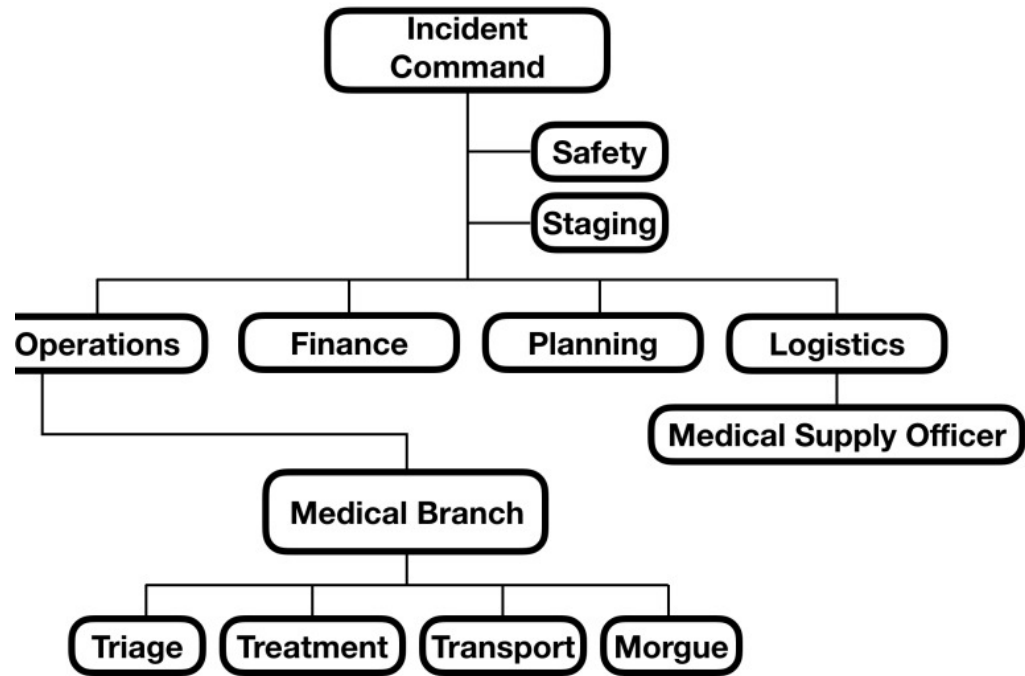 Incident
Command
Safety
Staging
Operations
Finance
Planning
Logistics
Medical Supply Officer
Medical Branch
Triage
Treatment
Transport
Morgue